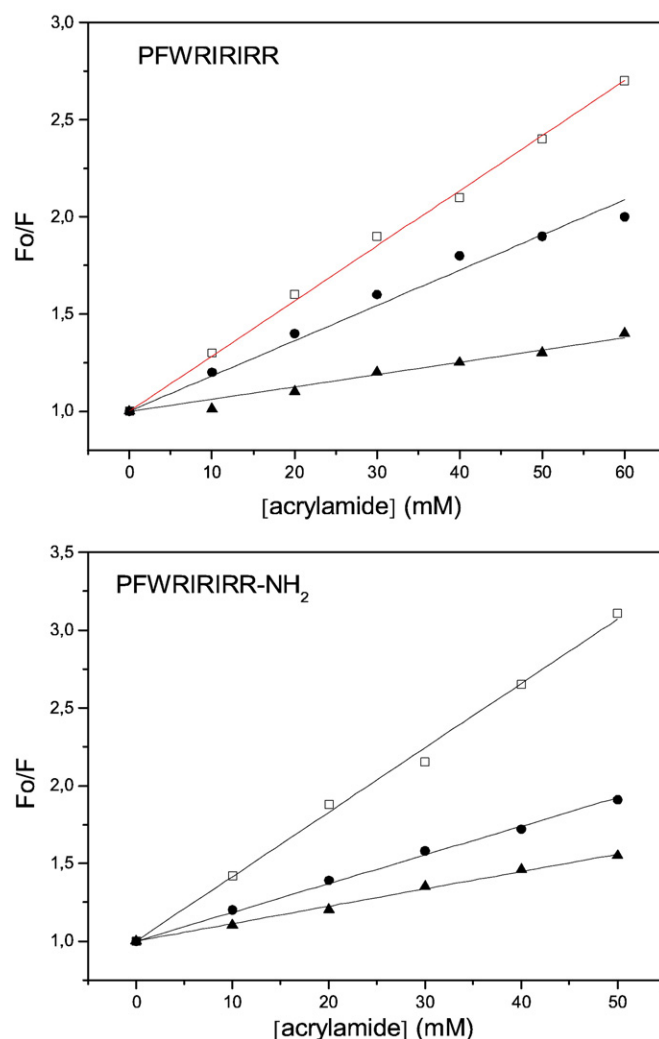 3,0
PFWRIRIRR
2,5
2,0
Fo/F
1,5
1,0
0 10 20 30 40 50 60
[acrylamide] (mM)
3,5
PFWRIRIRR-NH₂
3,0
2,5
Fo/F
2,0
1,5
1,0
0 10 20 30 40 50
[acrylamide] (mM)